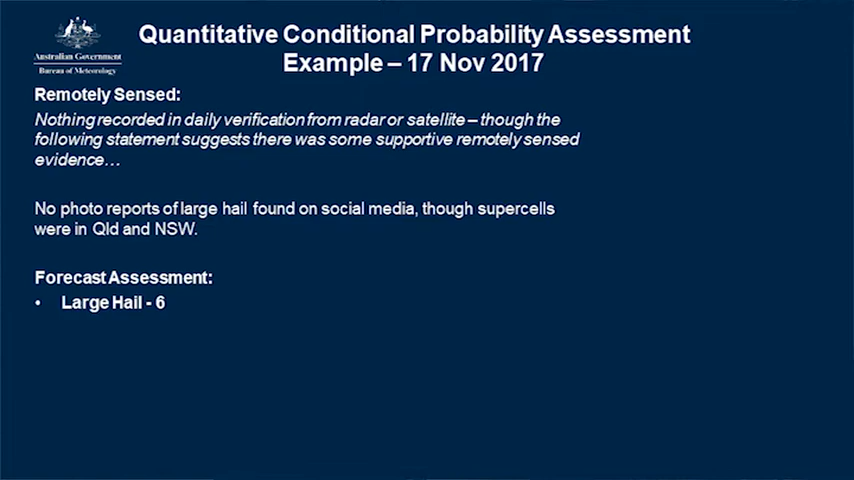 Quantitative Conditional Probability Assessment
Example – 17 Nov 2017
Australian Government
Bureau of Meteorology
Remotely Sensed:
Nothing recorded in daily verification from radar or satellite – though the
following statement suggests there was some supportive remotely sensed
evidence…
No photo reports of large hail found on social media, though supercells
were in Qld and NSW.
Forecast Assessment:
• Large Hail - 6